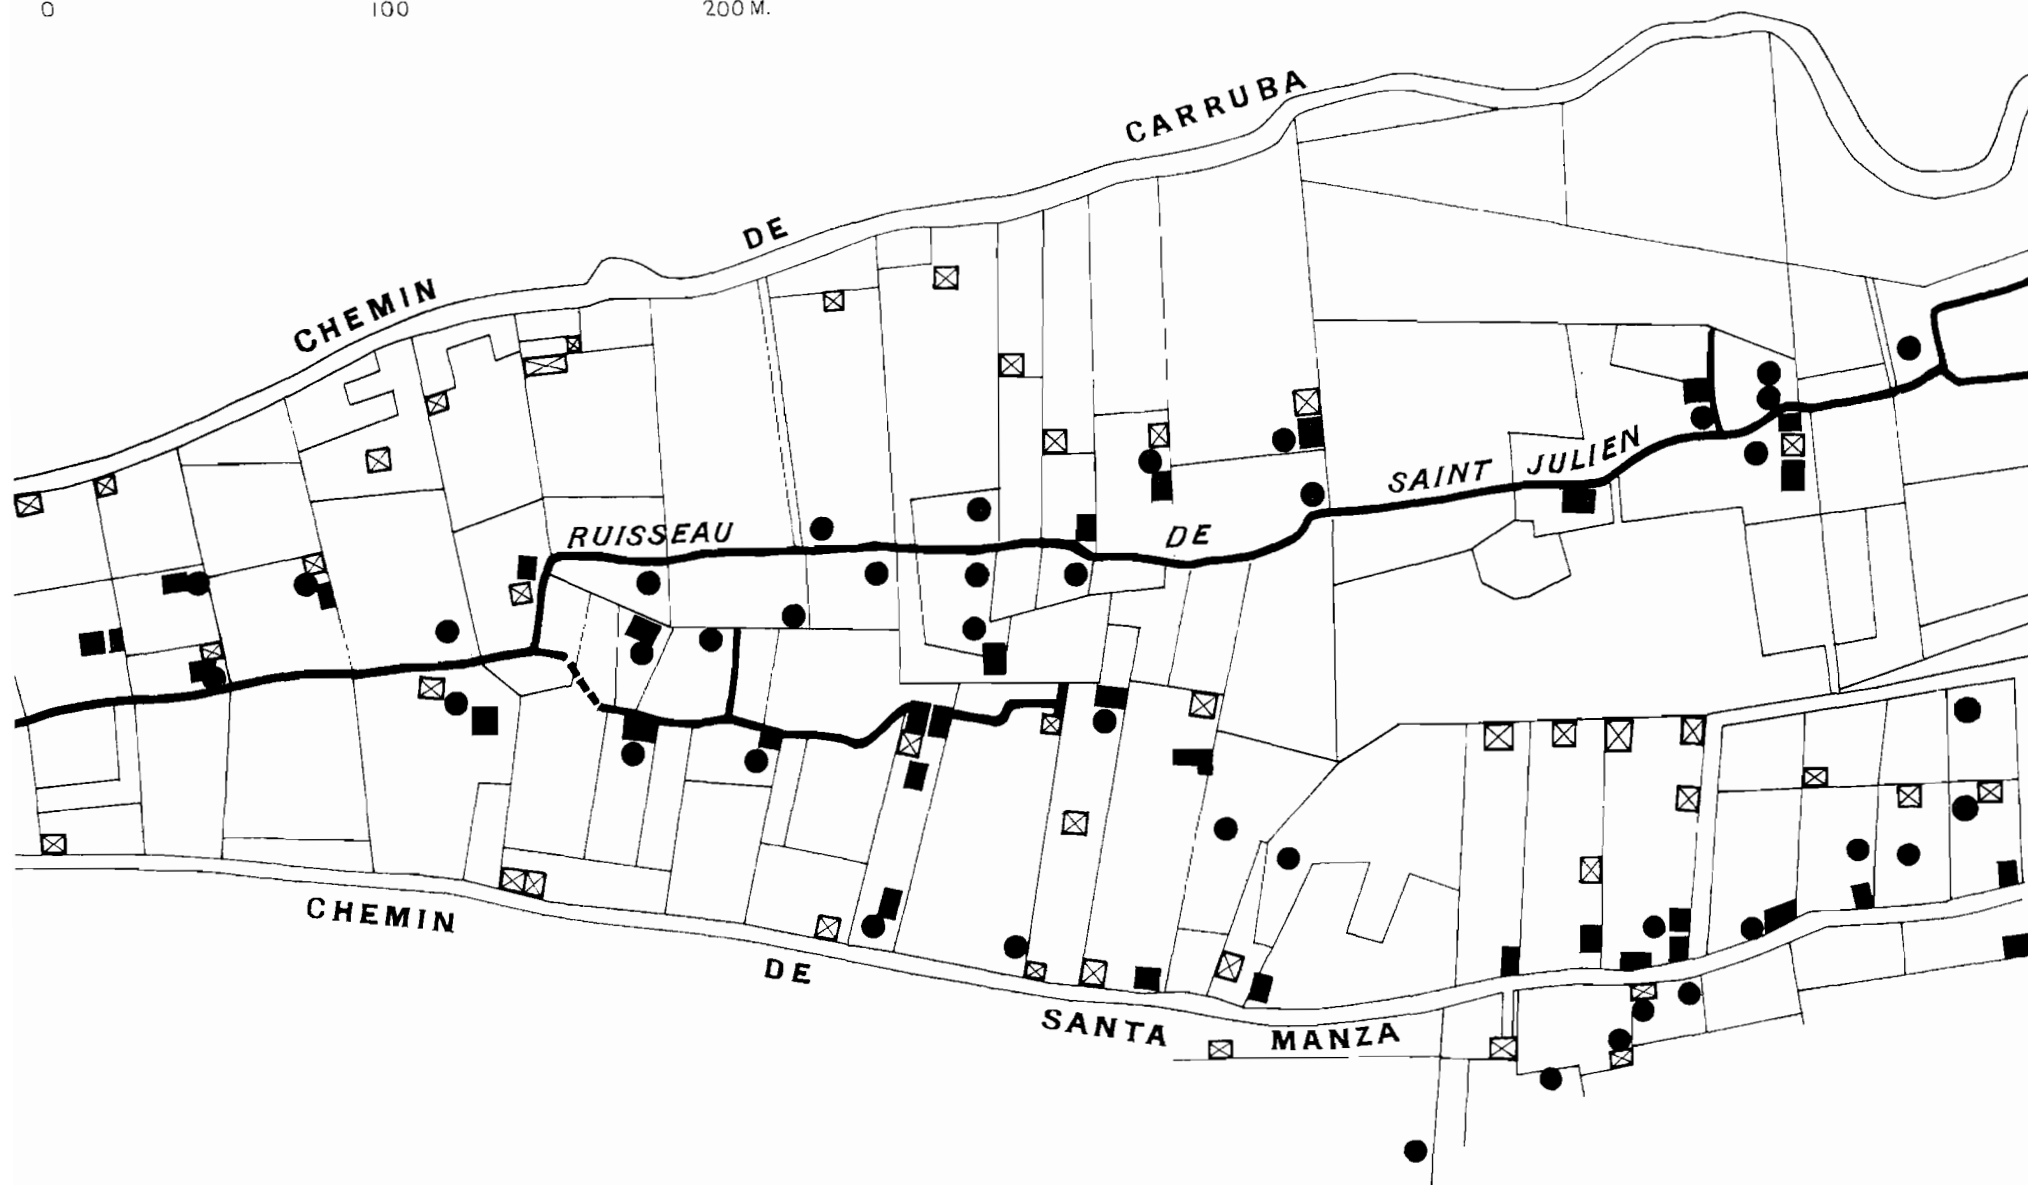 0 100 200 M.
CHEMIN DE CARRUBA
RUISSEAU DE SAINT JULIEN
CHEMIN DE SANTA MANZA